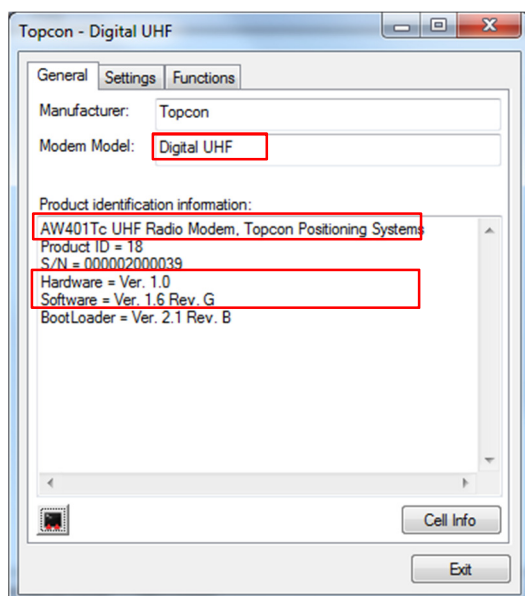 Topcon - Digital UHF
General Settings Functions
Manufacturer: Topcon
Modem Model: Digital UHF
Product identification information:
AW401Tc UHF Radio Modem, Topcon Positioning Systems
Product ID = 18
S/N = 000002000039
Hardware = Ver. 1.0
Software = Ver. 1.6 Rev. G
BootLoader = Ver. 2.1 Rev. B
Cell Info
Exit